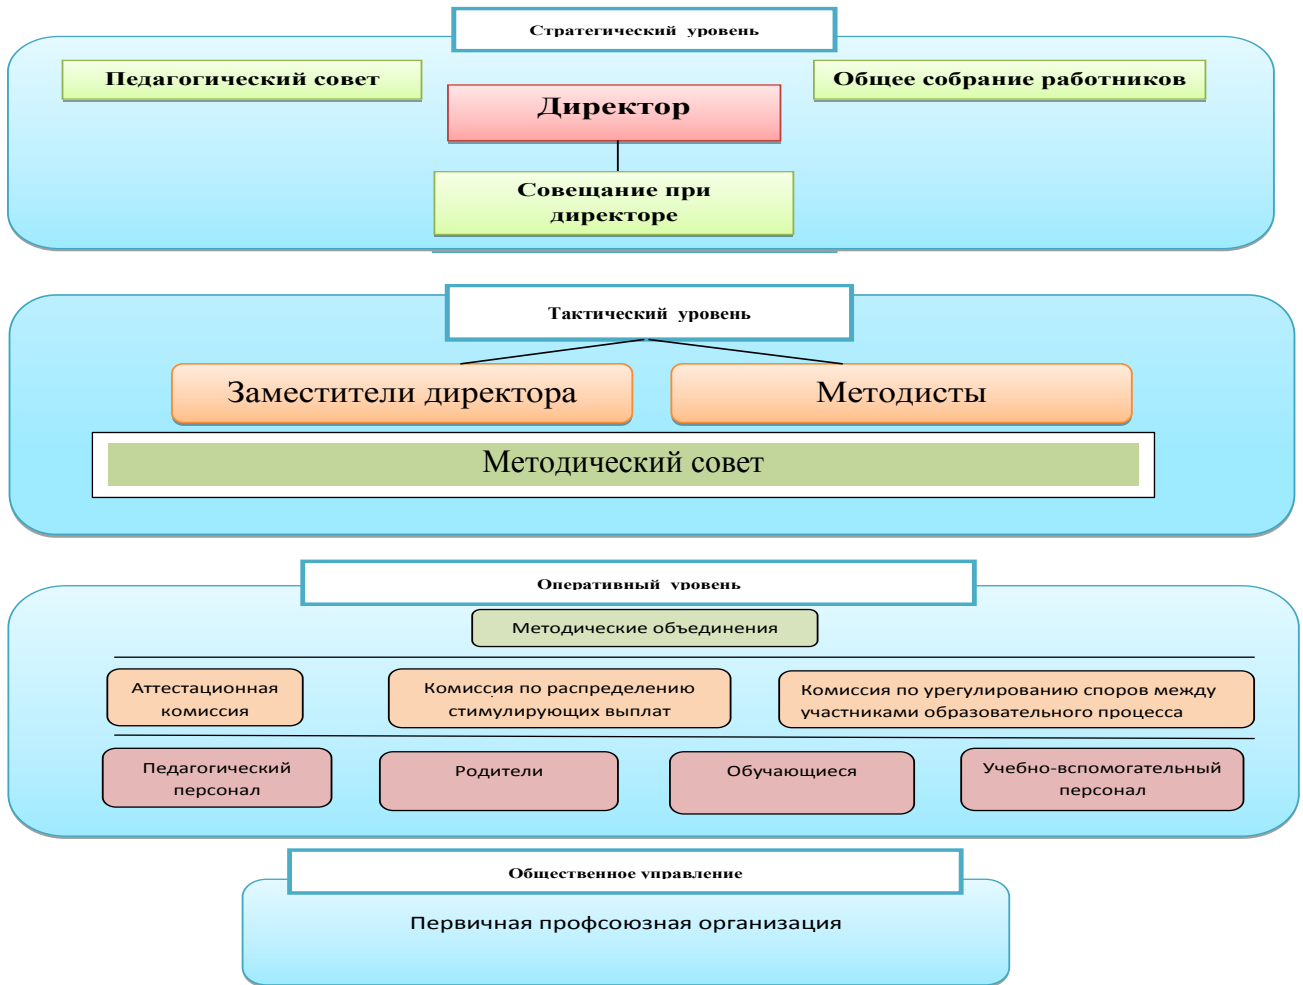 Стратегический уровень
Педагогический совет
Общее собрание работников
Директор
Совещание при
директоре
Тактический уровень
Заместители директора
Методисты
Методический совет
Оперативный уровень
Методические объединения
Аттестационная
комиссия
Комиссия по распределению
стимулирующих выплат
Комиссия по урегулированию споров между
участниками образовательного процесса
Педагогический
персонал
Родители
Обучающиеся
Учебно-вспомогательный
персонал
Общественное управление
Первичная профсоюзная организация